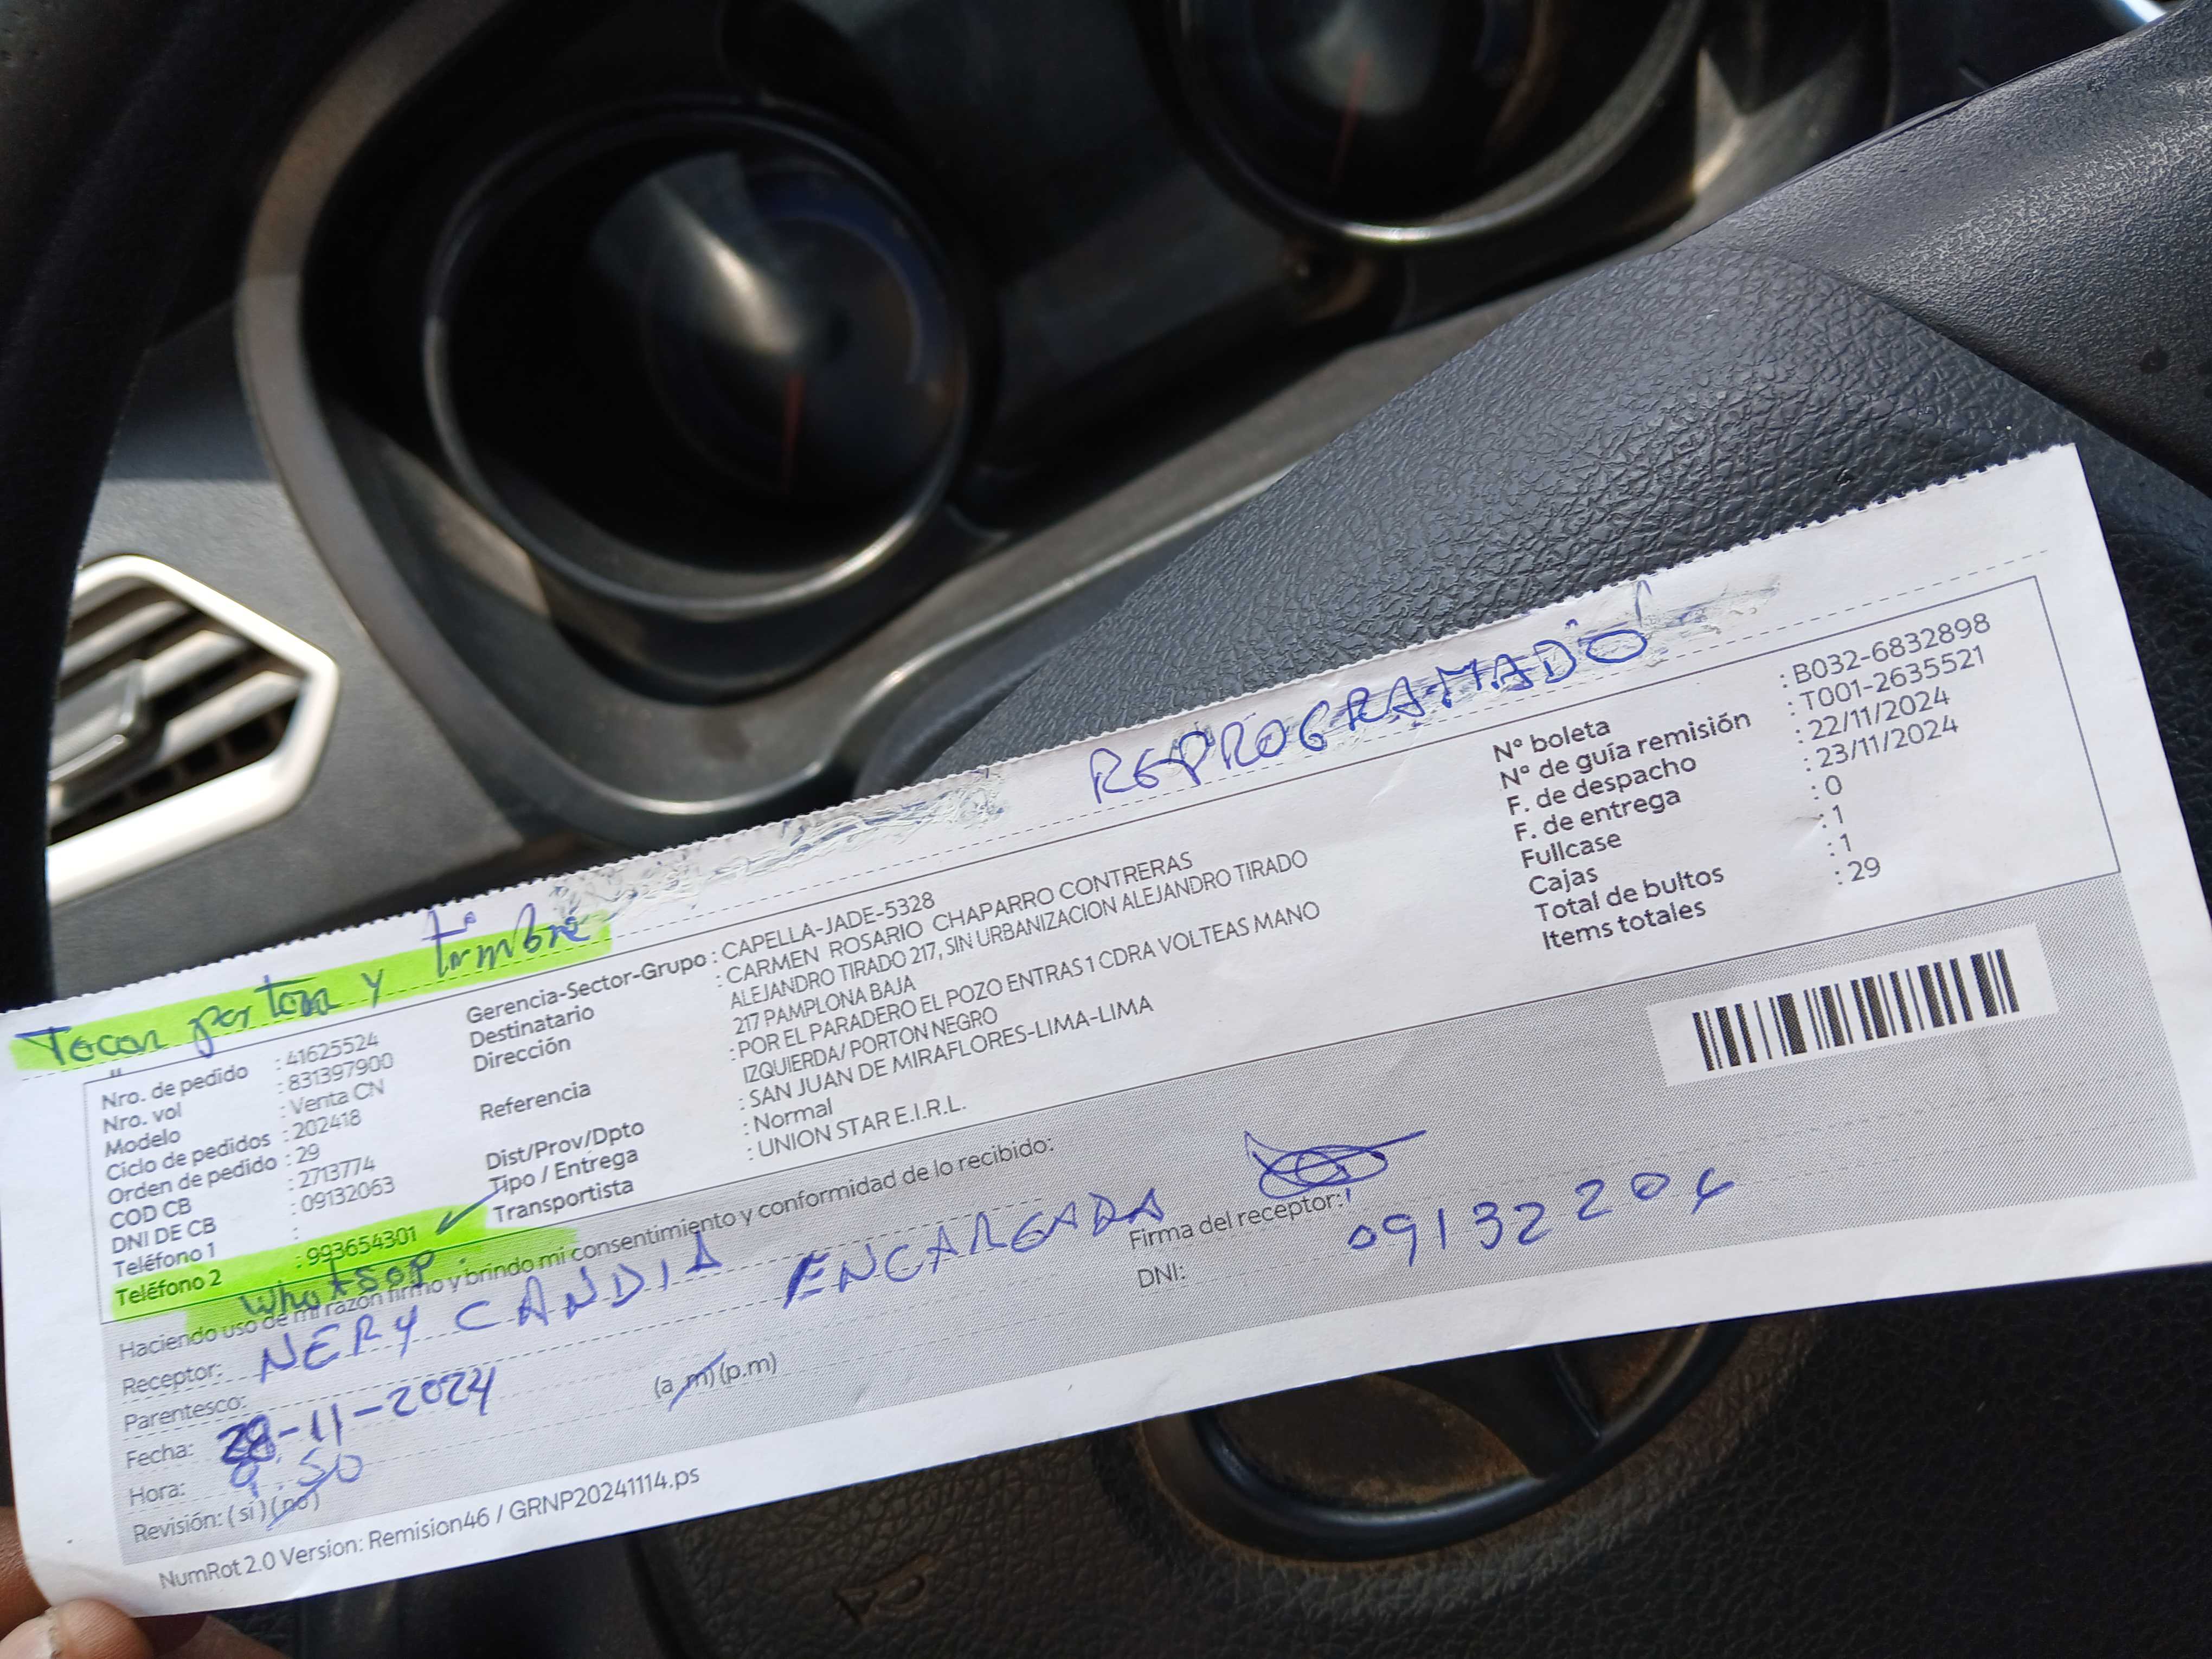 REPROGRAMADO
Tocar porton y timbre
Nro. de pedido : 41625524
Nro. vol : 831397900
Modelo : Venta CN
Ciclo de pedidos : 202418
Orden de pedido : 29
COD CB : 2713774
DNI DE CB : 09132063
Teléfono 1 :
Teléfono 2 : 993654301
Gerencia-Sector-Grupo : CAPELLA-JADE-5328
Destinatario : CARMEN ROSARIO CHAPARRO CONTRERAS
Dirección : ALEJANDRO TIRADO 217, SIN URBANIZACION ALEJANDRO TIRADO
217 PAMPLONA BAJA
Referencia : POR EL PARADERO EL POZO ENTRAS 1 CDRA VOLTEAS MANO
IZQUIERDA/ PORTON NEGRO
Dist/Prov/Dpto : SAN JUAN DE MIRAFLORES-LIMA-LIMA
Tipo / Entrega : Normal
Transportista : UNION STAR E.I.R.L.
N° boleta : B032-6832898
N° de guía remisión : T001-2635521
F. de despacho : 22/11/2024
F. de entrega : 23/11/2024
Fullcase : 0
Cajas : 1
Total de bultos : 1
Items totales : 29
Whatsop
Haciendo uso de mi razón firmo y brindo mi consentimiento y conformidad de lo recibido:
Receptor: NERY CANDIA ENCARGADA
Parentesco:
Fecha: 28-11-2024
Hora: 9:50 (a.m) (p.m)
Revisión: (si) (no)
Firma del receptor:
DNI:
NumRot 2.0 Version: Remision46 / GRNP20241114.ps